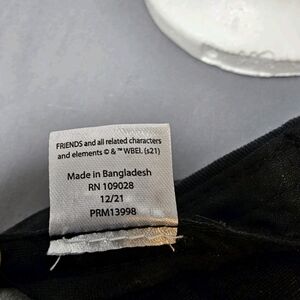 FRIENDS and all related characters
and elements © & ™ WBEI. (s21)
Made in Bangladesh
RN 109028
12/21
PRM13998